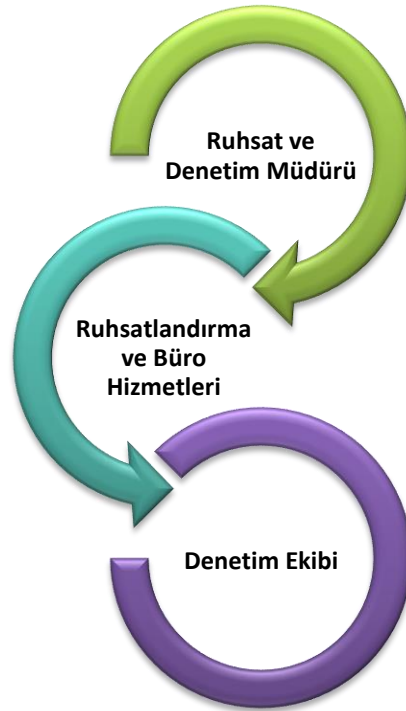 Ruhsat ve
Denetim Müdürü
Ruhsatlandırma
ve Büro
Hizmetleri
Denetim Ekibi